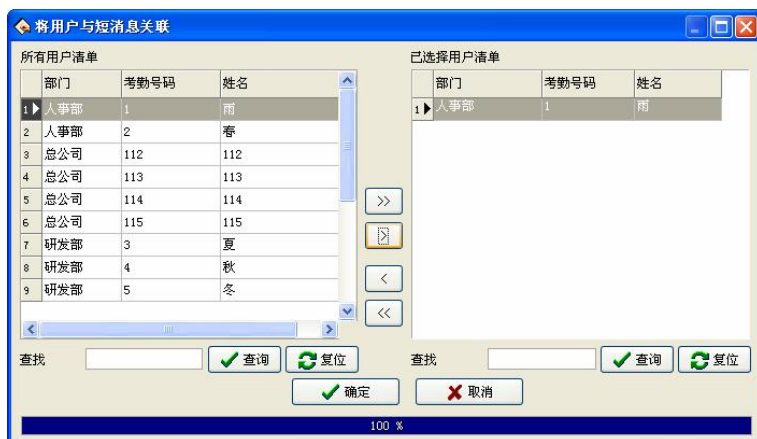 将用户与短消息关联
所有用户清单
部门 考勤号码 姓名
1 人事部 1 雨
2 人事部 2 春
3 总公司 112 112
4 总公司 113 113
5 总公司 114 114
6 总公司 115 115
7 研发部 3 夏
8 研发部 4 秋
9 研发部 5 冬
查找 查询 复位
>>
>
<
<<
已选择用户清单
部门 考勤号码 姓名
1 人事部 1 雨
查找 查询 复位
确定 取消
100 %